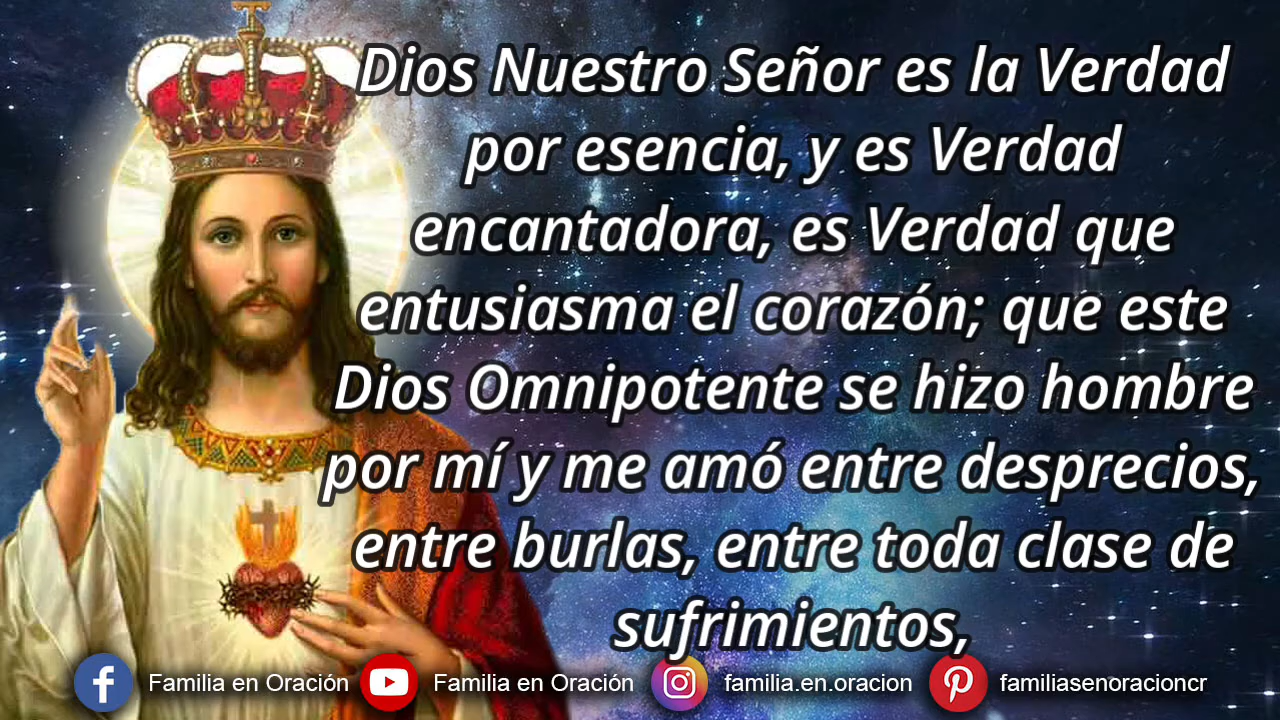 Dios Nuestro Señor es la Verdad
por esencia, y es Verdad
encantadora, es Verdad que
entusiasma el corazón; que este
Dios Omnipotente se hizo hombre
por mí y me amó entre desprecios,
entre burlas, entre toda clase de
sufrimientos,
Familia en Oración Familia en Oración familia.en.oracion familiasenoracioncr